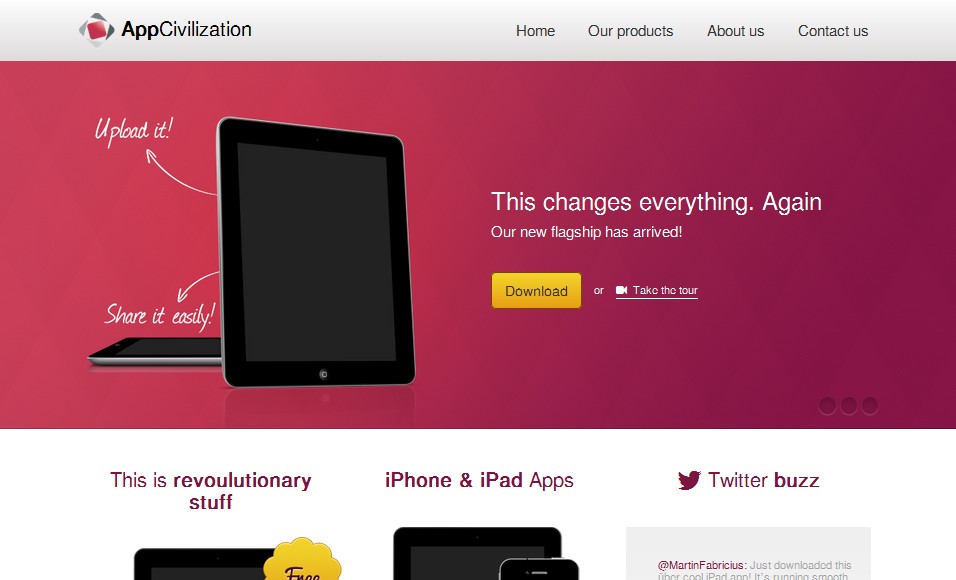 AppCivilization
Home
Our products
About us
Contact us
Upload it!
Share it easily!
This changes everything. Again
Our new flagship has arrived!
Download
or
Take the tour
This is revoulutionary
stuff
Free
iPhone & iPad Apps
Twitter buzz
@MartinFabricius: Just downloaded this
über cool iPad app! It's running smooth